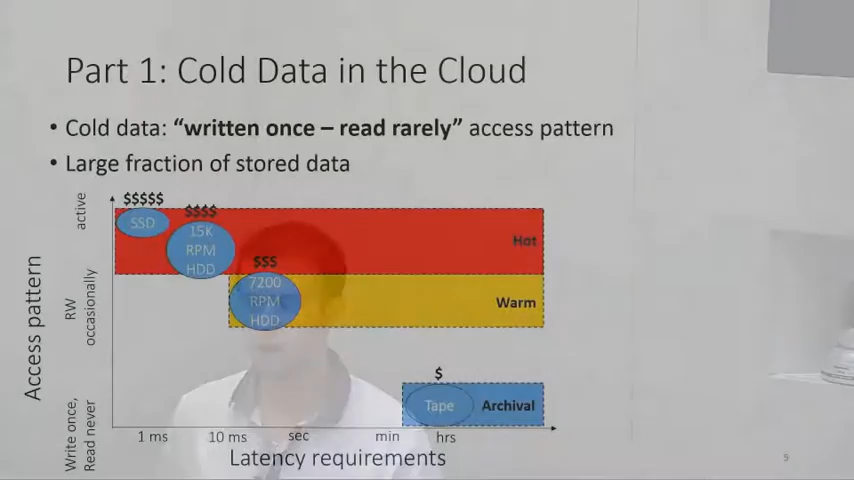 Part 1: Cold Data in the Cloud
• Cold data: “written once – read rarely” access pattern
• Large fraction of stored data
$$$$$
SSD
$$$$
15K
RPM
HDD
Hot
$$$
7200
RPM
HDD
Warm
$
Tape
Archival
Access pattern
active
RW
occasionally
Write once,
Read never
1 ms
10 ms
sec
min
hrs
Latency requirements
9